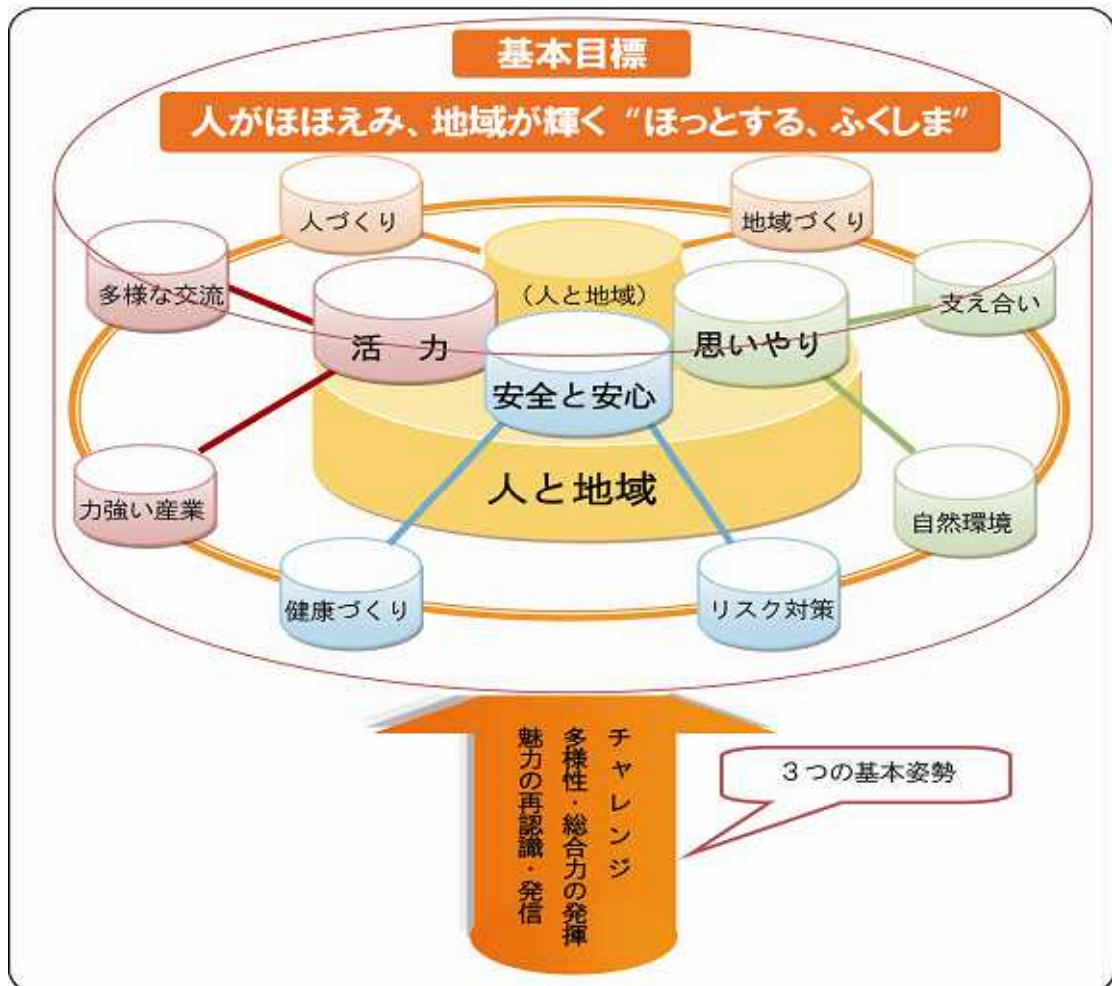 基本目標
人がほほえみ、地域が輝く“ほっとする、ふくしま”
人づくり
地域づくり
多様な交流
（人と地域）
支え合い
活　力
思いやり
安全と安心
人と地域
力強い産業
自然環境
健康づくり
リスク対策
チャレンジ
多様性・総合力の発揮
魅力の再認識・発信
３つの基本姿勢